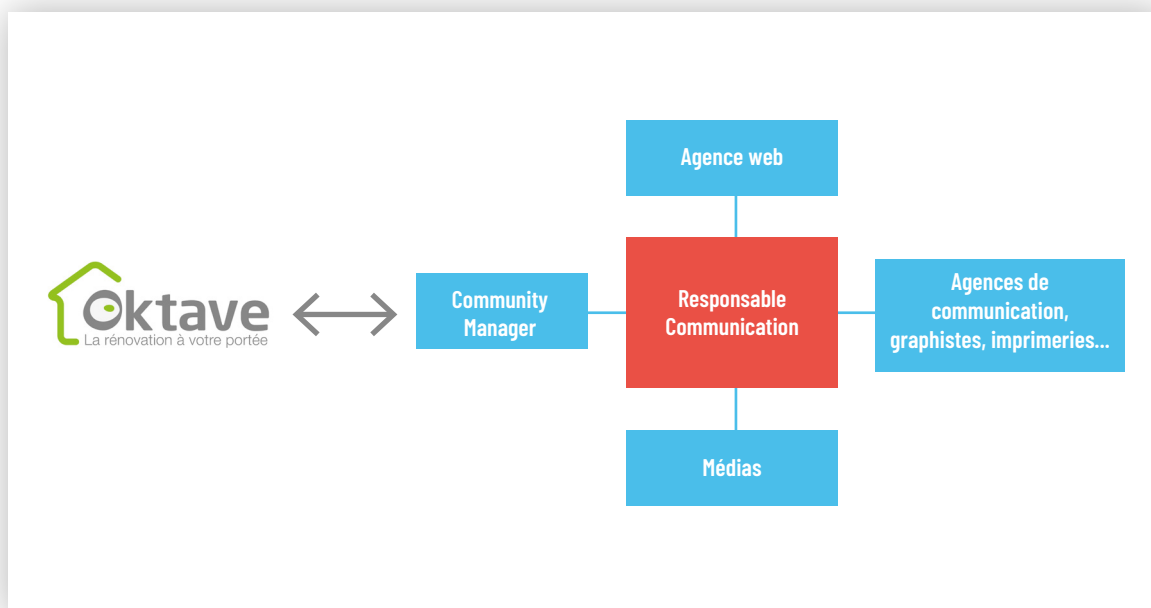 Agence web
Oktave
La rénovation à votre portée
Community
Manager
Responsable
Communication
Agences de
communication,
graphistes, imprimeries...
Médias